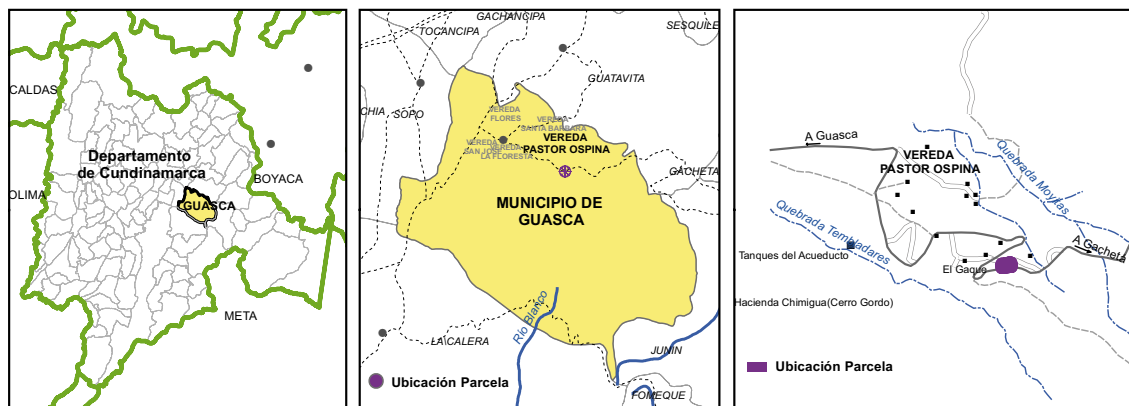 CALDAS
Departamento
de Cundinamarca
BOYACA
OLIMA
GUASCA
META
GACHANCIPA
TOCANCIPA
SESQUILE
GUATAVITA
CHIA
SOPO
VEREDA
FLORES
VEREDA
SANTA BARBARA
VEREDA
PASTOR OSPINA
VEREDA
SAN JOSE
VEREDA
LA FLORESTA
GACHETA
MUNICIPIO DE
GUASCA
Río Blanco
LA CALERA
JUNIN
FOMEQUE
Ubicación Parcela
A Guasca
VEREDA
PASTOR OSPINA
Quebrada Moyitas
Quebrada Tembladares
A Gacheta
Tanques del Acueducto
El Gaque
Hacienda Chimigua(Cerro Gordo)
Ubicación Parcela